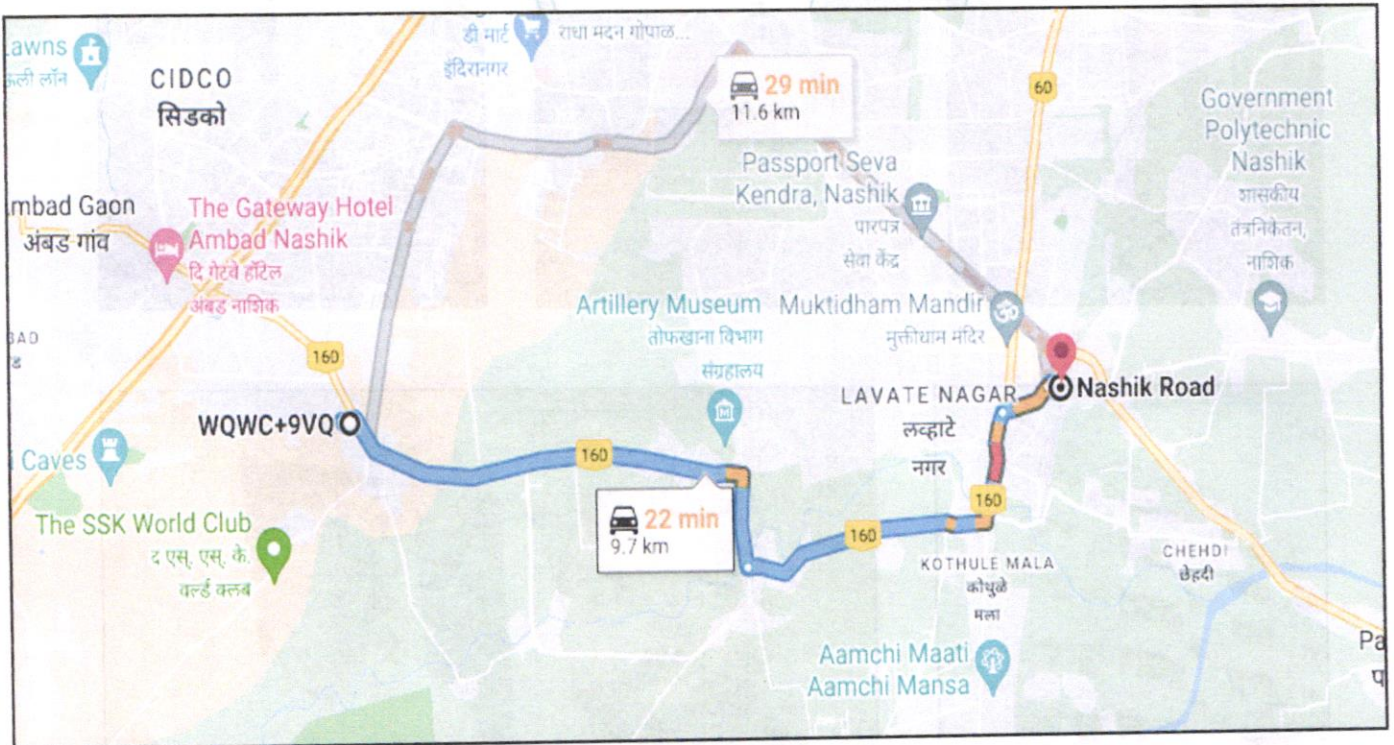 डी मार्ट
इंदिरानगर
राधा मदन गोपाळ...
CIDCO
सिडको
29 min
11.6 km
60
Government
Polytechnic
Nashik
शासकीय
तंत्रनिकेतन,
नाशिक
Passport Seva
Kendra, Nashik
पारपत्र
सेवा केंद्र
mbad Gaon
अंबड गांव
The Gateway Hotel
Ambad Nashik
दि गेटवे हॉटेल
अंबड नाशिक
Artillery Museum
तोफखाना विभाग
संग्रहालय
Muktidham Mandir
मुक्तीधाम मंदिर
160
WQWC+9VQ
LAVATE NAGAR
लव्हाटे
नगर
Nashik Road
Caves
160
160
160
22 min
9.7 km
The SSK World Club
द एस्. एस्. के.
वर्ल्ड क्लब
KOTHULE MALA
कोथुळे
मला
CHEHDI
छेहदी
Aamchi Maati
Aamchi Mansa
Pa
प